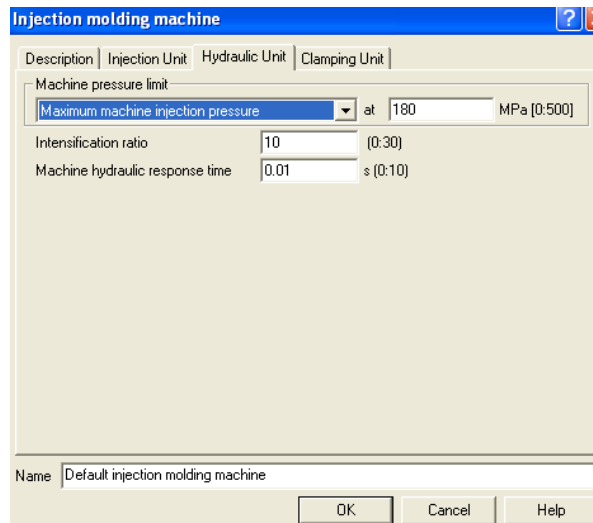 Injection molding machine ?
Description Injection Unit Hydraulic Unit Clamping Unit
Machine pressure limit
Maximum machine injection pressure at 180 MPa [0:500]
Intensification ratio 10 (0:30)
Machine hydraulic response time 0.01 s (0:10)
Name Default injection molding machine
OK Cancel Help